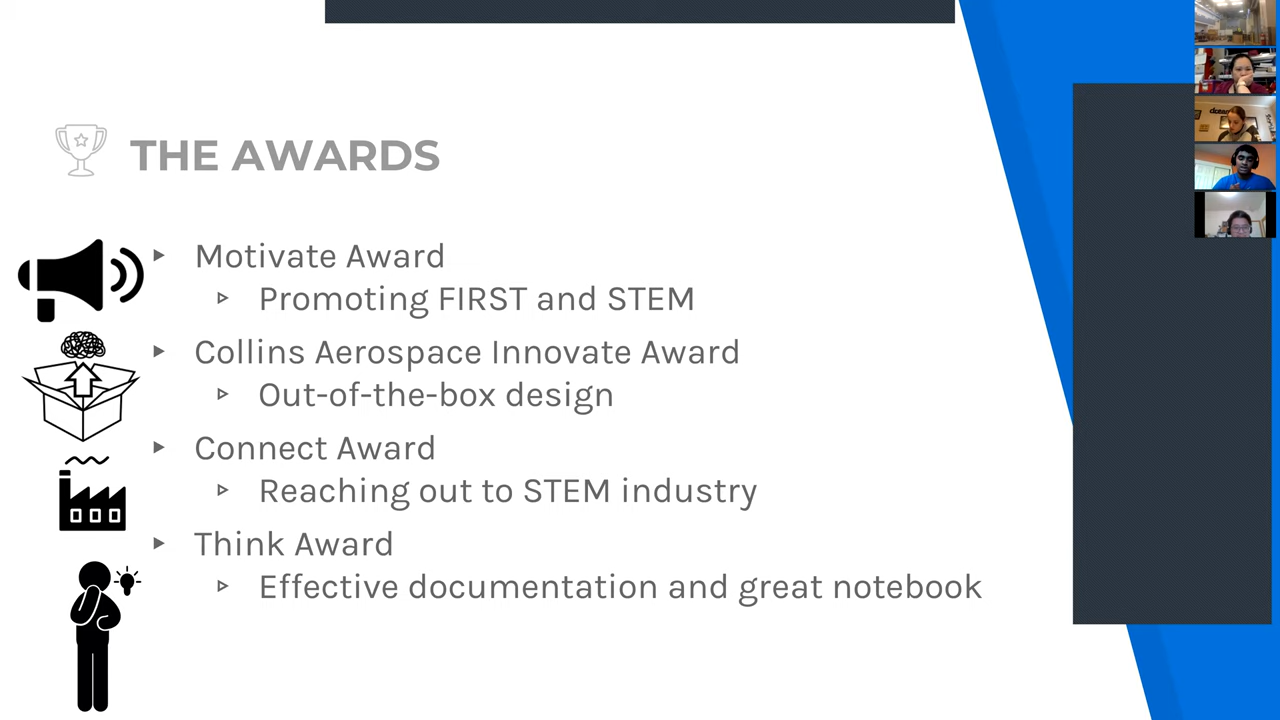 THE AWARDS
Motivate Award
Promoting FIRST and STEM
Collins Aerospace Innovate Award
Out-of-the-box design
Connect Award
Reaching out to STEM industry
Think Award
Effective documentation and great notebook